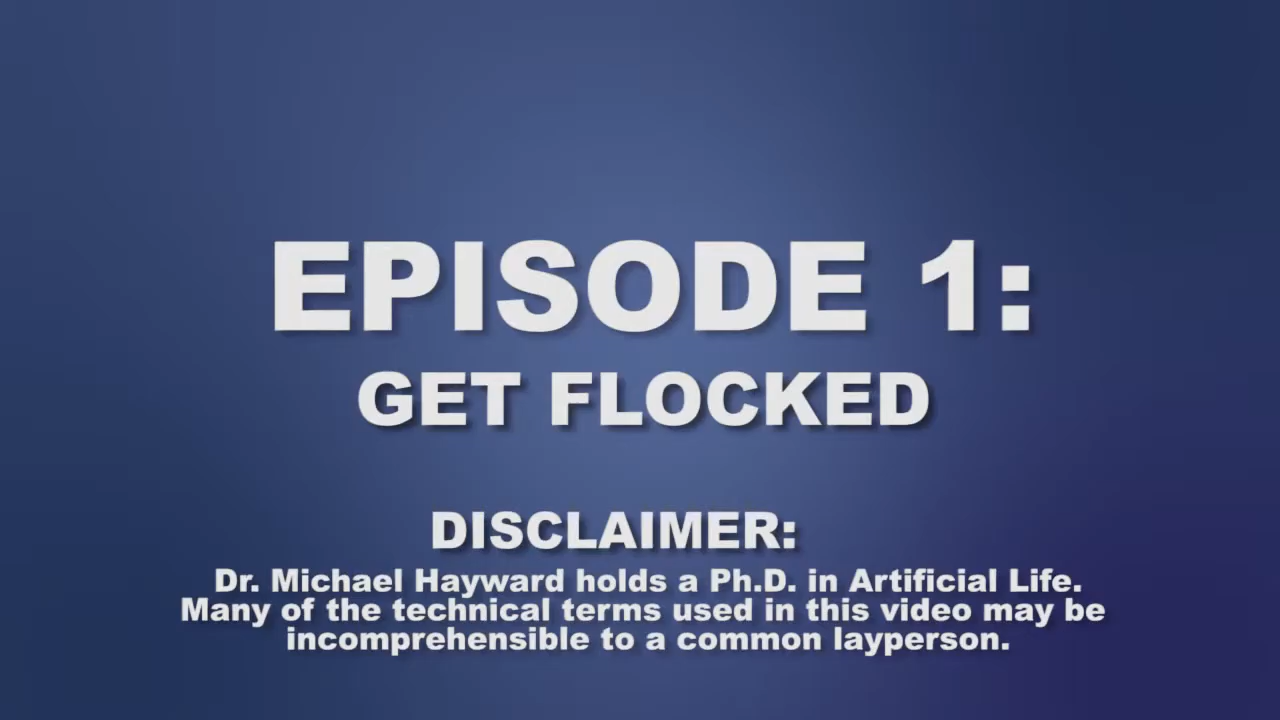 EPISODE 1:
GET FLOCKED
DISCLAIMER:
Dr. Michael Hayward holds a Ph.D. in Artificial Life.
Many of the technical terms used in this video may be
incomprehensible to a common layperson.